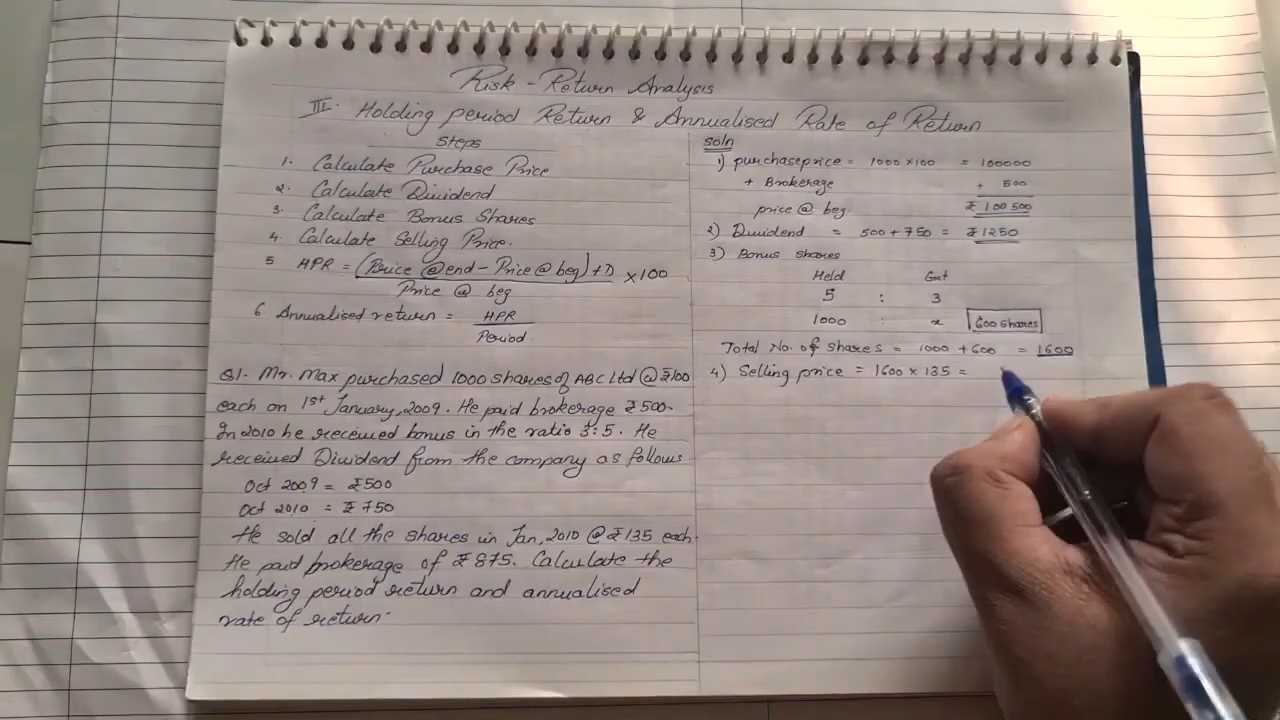 Risk - Return Analysis
III. Holding period Return & Annualised Rate of Return
Steps
1. Calculate Purchase Price
2. Calculate Dividend
3. Calculate Bonus Shares
4. Calculate Selling Price.
5 HPR = (Price @ end - Price @ beg) + D × 100
Price @ beg
6. Annualised return = HPR
Period.
Q1. Mr. Max purchased 1000 shares of ABC Ltd @ ₹100
each on 1st January, 2009. He paid brokerage ₹500.
In 2010 he received bonus in the ratio 3:5. He
received Dividend from the company as follows
Oct 2009 = ₹500
Oct 2010 = ₹750
He sold all the shares in Jan, 2010 @ ₹135 each.
He paid brokerage of ₹875. Calculate the
holding period return and annualised
rate of return.
Soln
1) purchase price = 1000 × 100 = 100000
+ Brokerage + 500
price @ beg. ₹ 100 500
2) Dividend = 500 + 750 = ₹1250
3) Bonus shares
Held Got
5 : 3
1000 : x 600 shares
Total No. of shares = 1000 + 600 = 1600
4) Selling price = 1600 × 135 =